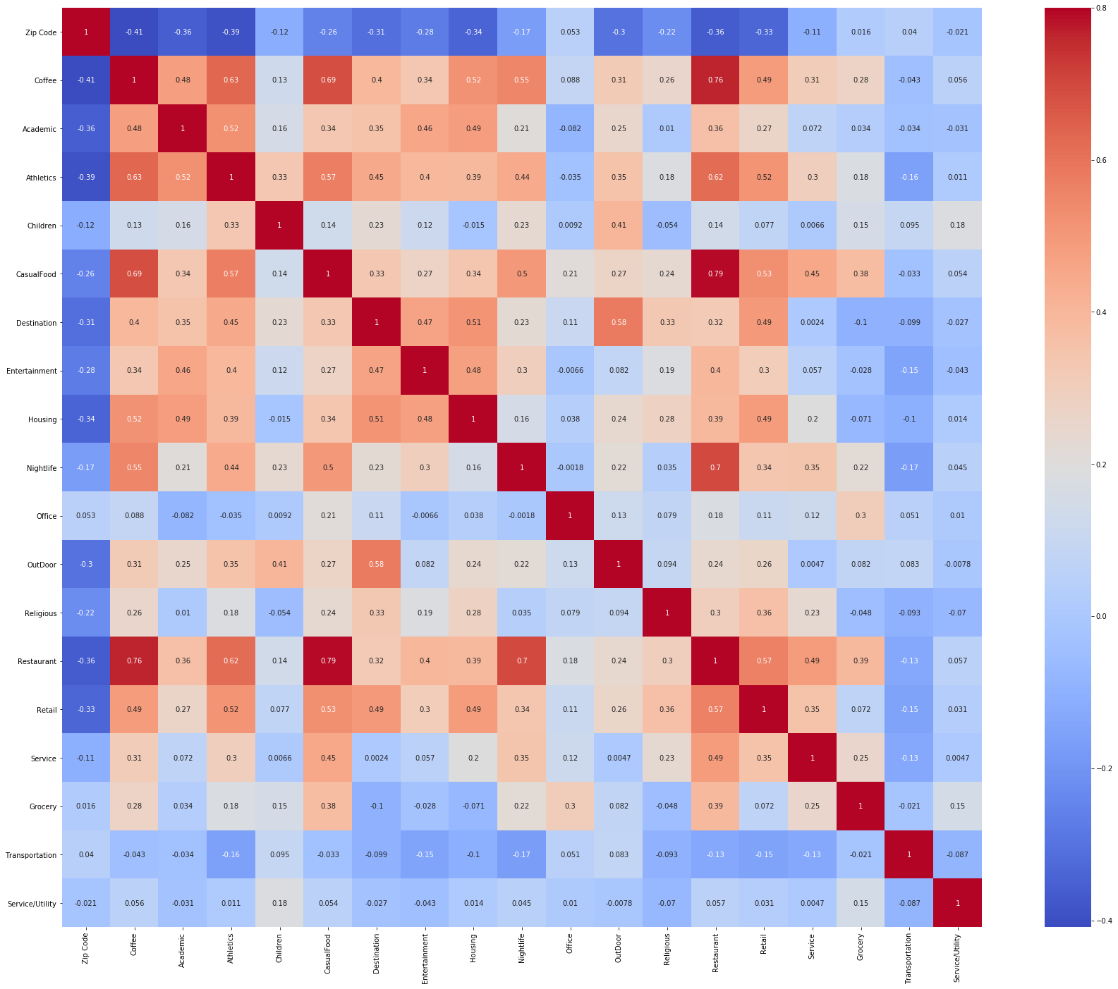 Zip Code 1 -0.41 -0.36 -0.39 -0.12 -0.26 -0.31 -0.28 -0.34 -0.17 0.053 -0.3 -0.22 -0.36 -0.33 -0.11 0.016 0.04 -0.021
Coffee -0.41 1 0.48 0.63 0.13 0.69 0.4 0.34 0.52 0.55 0.088 0.31 0.26 0.76 0.49 0.31 0.28 -0.043 0.056
Academic -0.36 0.48 1 0.52 0.16 0.34 0.35 0.46 0.49 0.21 -0.082 0.25 0.01 0.36 0.27 0.072 0.034 -0.034 -0.031
Athletics -0.39 0.63 0.52 1 0.33 0.57 0.45 0.4 0.39 0.44 -0.035 0.35 0.18 0.62 0.52 0.3 0.18 -0.16 0.011
Children -0.12 0.13 0.16 0.33 1 0.14 0.23 0.12 -0.015 0.23 0.0092 0.41 -0.054 0.14 0.077 0.0066 0.15 0.095 0.18
CasualFood -0.26 0.69 0.34 0.57 0.14 1 0.33 0.27 0.34 0.5 0.21 0.27 0.24 0.79 0.53 0.45 0.38 -0.033 0.054
Destination -0.31 0.4 0.35 0.45 0.23 0.33 1 0.47 0.51 0.23 0.11 0.58 0.33 0.32 0.49 0.0024 -0.1 -0.099 -0.027
Entertainment -0.28 0.34 0.46 0.4 0.12 0.27 0.47 1 0.48 0.3 -0.0066 0.082 0.19 0.4 0.3 0.057 -0.028 -0.15 -0.043
Housing -0.34 0.52 0.49 0.39 -0.015 0.34 0.51 0.48 1 0.16 0.038 0.24 0.28 0.39 0.49 0.2 -0.071 -0.1 0.014
Nightlife -0.17 0.55 0.21 0.44 0.23 0.5 0.23 0.3 0.16 1 -0.0018 0.22 0.035 0.7 0.34 0.35 0.22 -0.17 0.045
Office 0.053 0.088 -0.082 -0.035 0.0092 0.21 0.11 -0.0066 0.038 -0.0018 1 0.13 0.079 0.18 0.11 0.12 0.3 0.051 0.01
OutDoor -0.3 0.31 0.25 0.35 0.41 0.27 0.58 0.082 0.24 0.22 0.13 1 0.094 0.24 0.26 0.0047 0.082 0.083 -0.0078
Religious -0.22 0.26 0.01 0.18 -0.054 0.24 0.33 0.19 0.28 0.035 0.079 0.094 1 0.3 0.36 0.23 -0.048 -0.093 -0.07
Restaurant -0.36 0.76 0.36 0.62 0.14 0.79 0.32 0.4 0.39 0.7 0.18 0.24 0.3 1 0.57 0.49 0.39 -0.13 0.057
Retail -0.33 0.49 0.27 0.52 0.077 0.53 0.49 0.3 0.49 0.34 0.11 0.26 0.36 0.57 1 0.35 0.072 -0.15 0.031
Service -0.11 0.31 0.072 0.3 0.0066 0.45 0.0024 0.057 0.2 0.35 0.12 0.0047 0.23 0.49 0.35 1 0.25 -0.13 0.0047
Grocery 0.016 0.28 0.034 0.18 0.15 0.38 -0.1 -0.028 -0.071 0.22 0.3 0.082 -0.048 0.39 0.072 0.25 1 -0.021 0.15
Transportation 0.04 -0.043 -0.034 -0.16 0.095 -0.033 -0.099 -0.15 -0.1 -0.17 0.051 0.083 -0.093 -0.13 -0.15 -0.13 -0.021 1 -0.087
Service/Utility -0.021 0.056 -0.031 0.011 0.18 0.054 -0.027 -0.043 0.014 0.045 0.01 -0.0078 -0.07 0.057 0.031 0.0047 0.15 -0.087 1
Zip Code
Coffee
Academic
Athletics
Children
CasualFood
Destination
Entertainment
Housing
Nightlife
Office
OutDoor
Religious
Restaurant
Retail
Service
Grocery
Transportation
Service/Utility
0.8
0.6
0.4
0.2
0.0
−0.2
−0.4